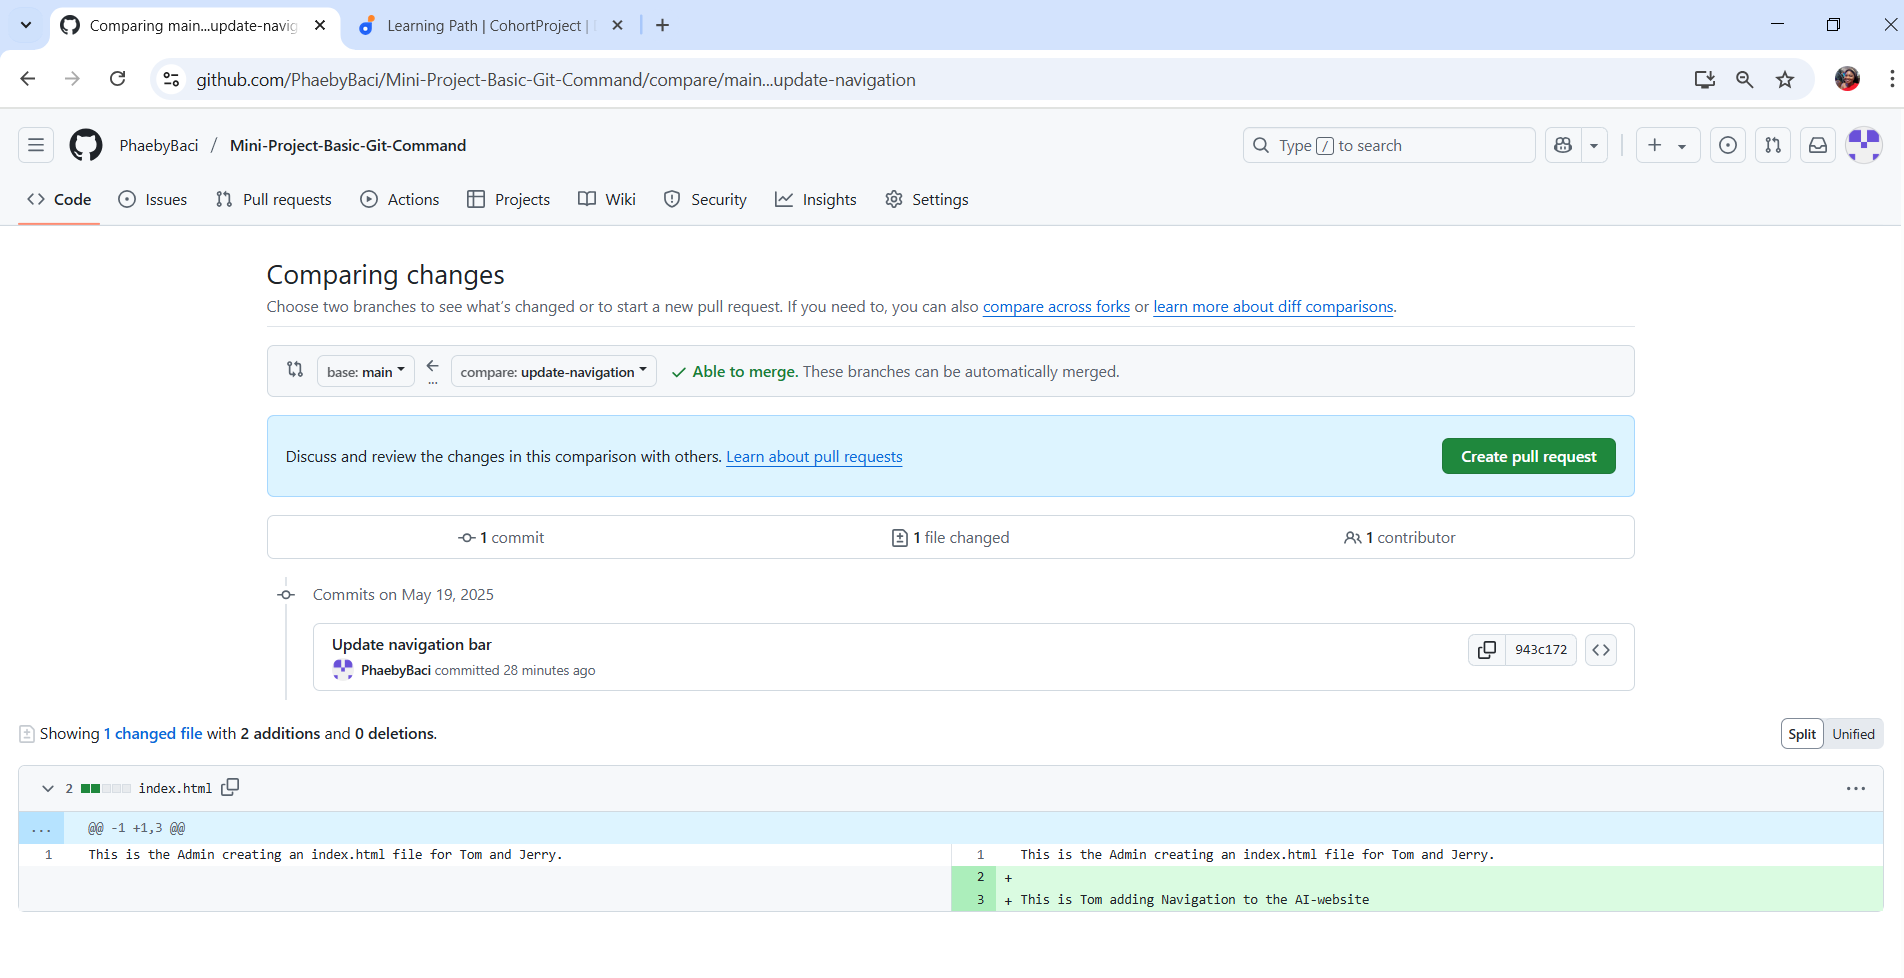 Comparing main...update-navig
Learning Path | CohortProject |
github.com/PhaebyBaci/Mini-Project-Basic-Git-Command/compare/main...update-navigation
PhaebyBaci / Mini-Project-Basic-Git-Command
Type / to search
Code Issues Pull requests Actions Projects Wiki Security Insights Settings
Comparing changes
Choose two branches to see what's changed or to start a new pull request. If you need to, you can also compare across forks or learn more about diff comparisons.
base: main ... compare: update-navigation Able to merge. These branches can be automatically merged.
Discuss and review the changes in this comparison with others. Learn about pull requests Create pull request
1 commit 1 file changed 1 contributor
Commits on May 19, 2025
Update navigation bar
PhaebyBaci committed 28 minutes ago
943c172
Showing 1 changed file with 2 additions and 0 deletions.
Split Unified
2 index.html
... @@ -1 +1,3 @@
1 This is the Admin creating an index.html file for Tom and Jerry. 1 This is the Admin creating an index.html file for Tom and Jerry.
2 +
3 + This is Tom adding Navigation to the AI-website